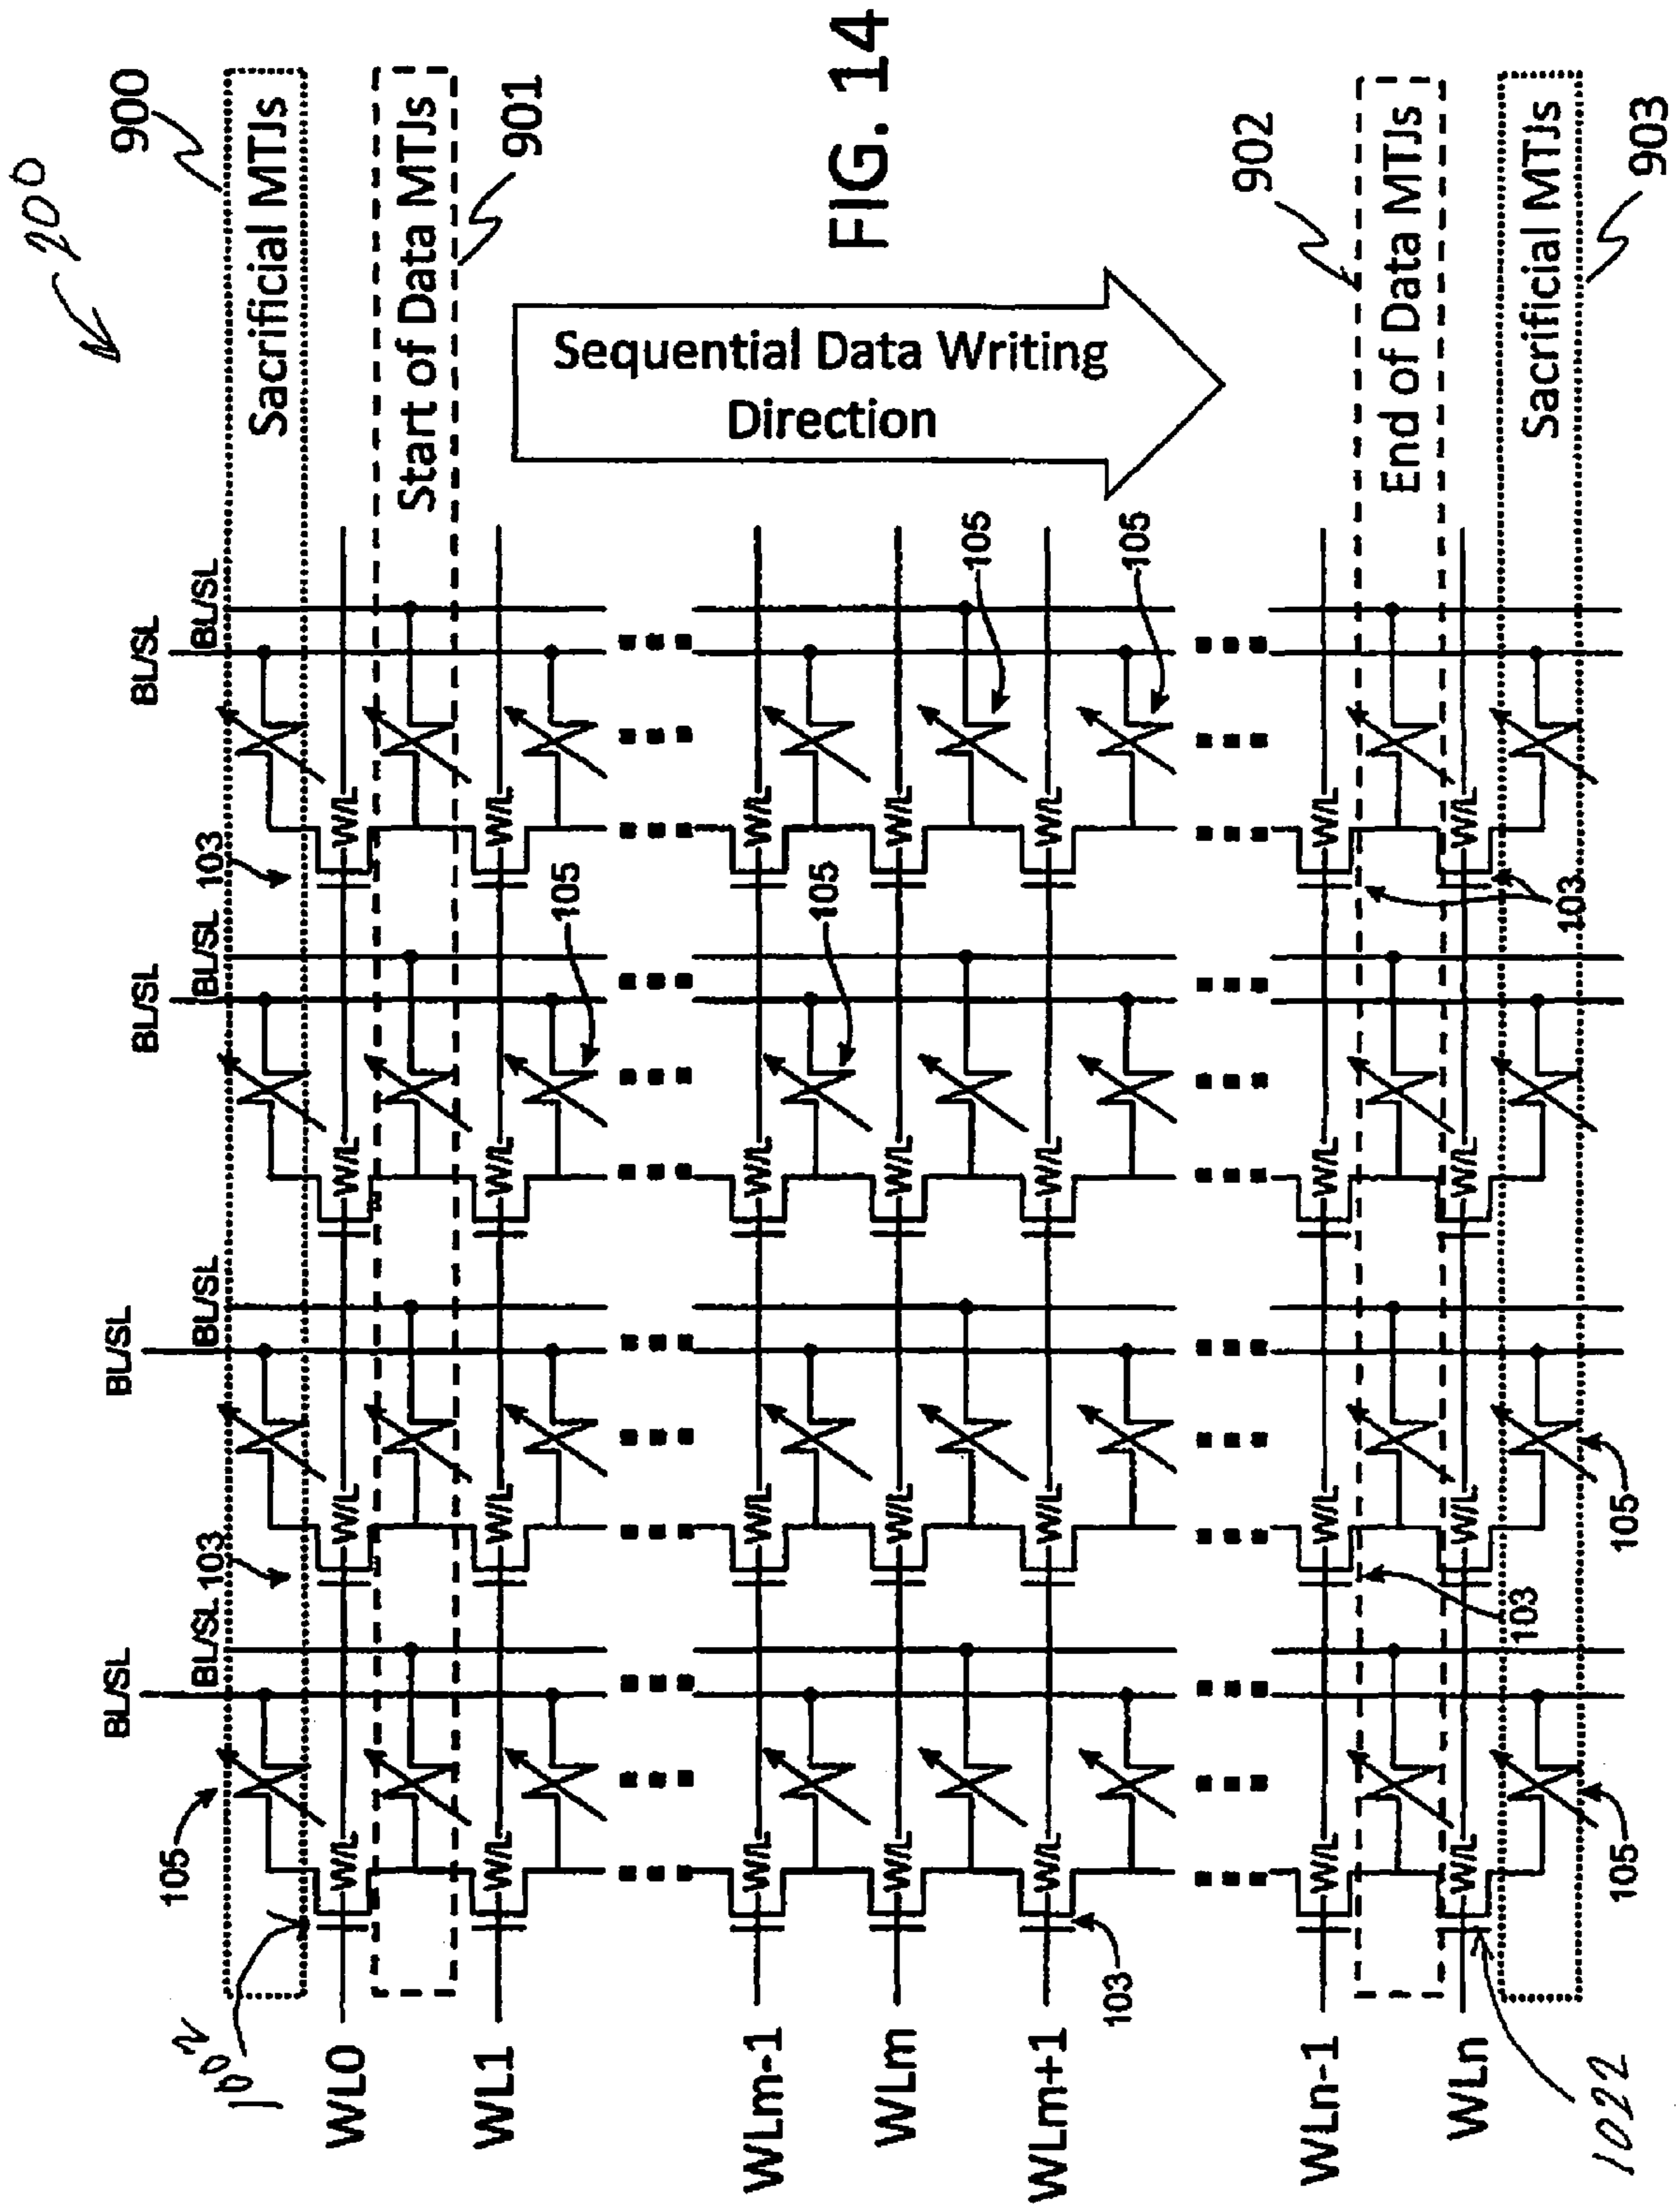 200
BL/SL BL/SL BL/SL BL/SL 900
105 BL/SL 103 BL/SL BL/SL 103 BL/SL
1002
Sacrificial MTJs
WL0 W/L W/L W/L W/L
Start of Data MTJs
901
WL1 W/L W/L W/L W/L
105
Sequential Data Writing
Direction
WLm-1 W/L W/L W/L W/L
105
FIG. 14
WLm W/L W/L W/L W/L
105
WLm+1 W/L W/L W/L W/L
103 105
902
WLn-1 W/L W/L W/L W/L
End of Data MTJs
WLn W/L W/L W/L W/L
103 103
Sacrificial MTJs
1022 105 105 903